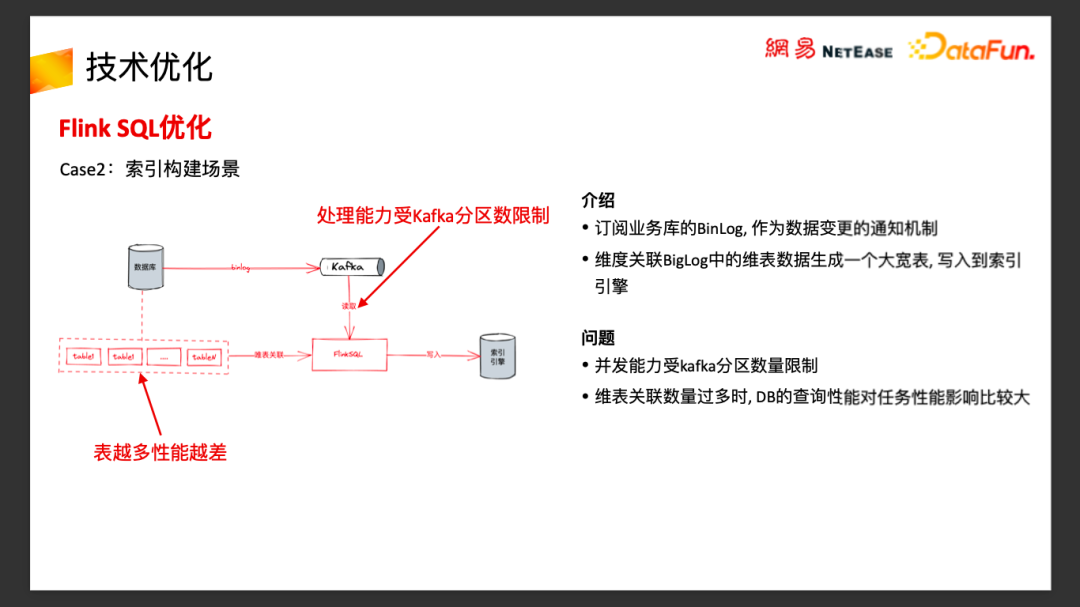 技术优化
網易 NETEASE
DataFun.
Flink SQL优化
Case2：索引构建场景
处理能力受Kafka分区数限制
数据库
binlog
Kafka
读取
table1
table1
....
tableN
维表关联
FlinkSQL
写入
索引
引擎
表越多性能越差
介绍
• 订阅业务库的BinLog, 作为数据变更的通知机制
• 维度关联BigLog中的维表数据生成一个大宽表, 写入到索引
引擎
问题
• 并发能力受kafka分区数量限制
• 维表关联数量过多时, DB的查询性能对任务性能影响比较大